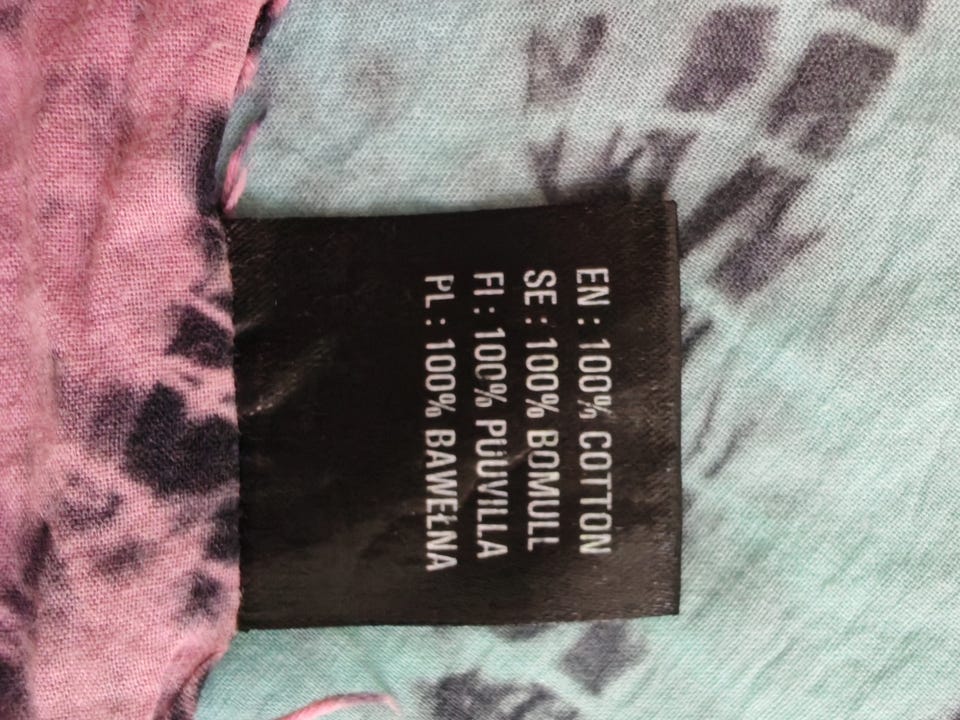 EN : 100% COTTON
SE : 100% BOMULL
FI : 100% PUUVILLA
PL : 100% BAWEŁNA